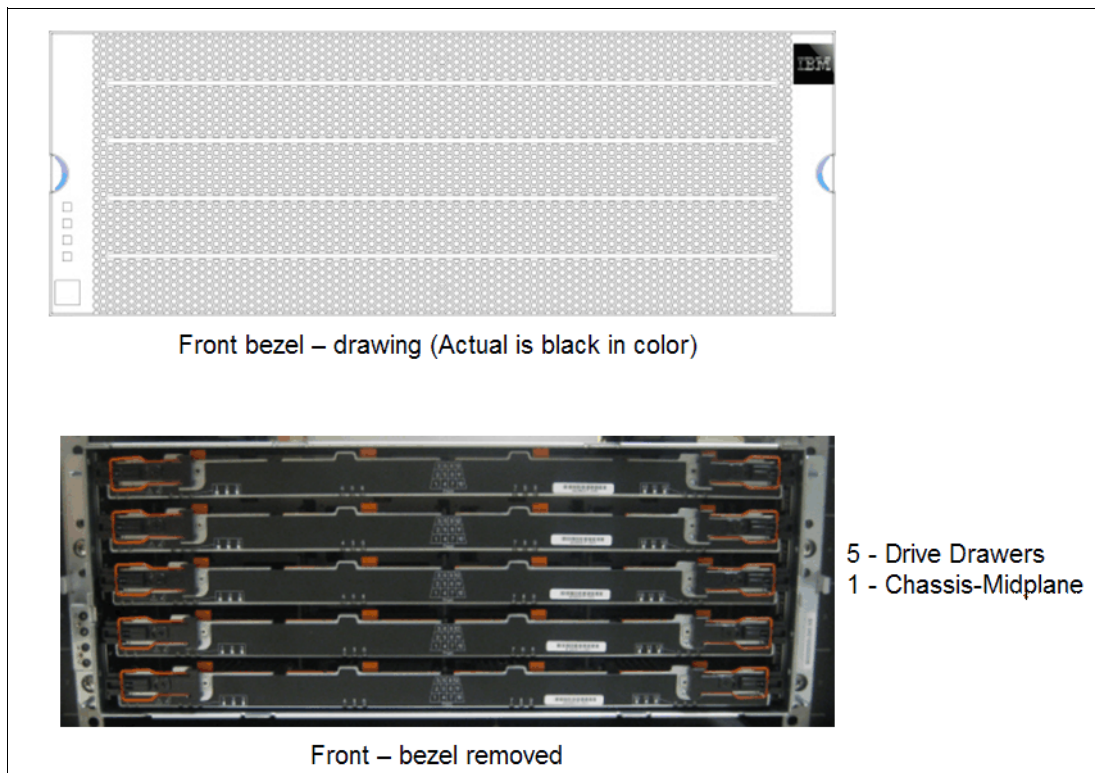 IBM
Front bezel – drawing (Actual is black in color)
5 - Drive Drawers
1 - Chassis-Midplane
Front – bezel removed